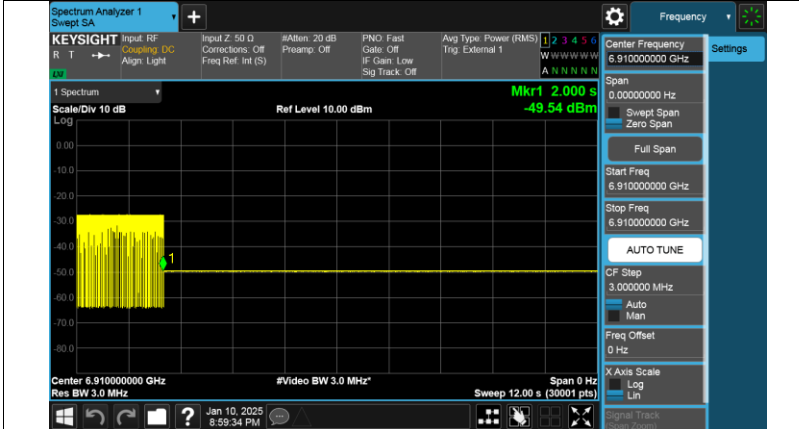 Spectrum Analyzer 1
Swept SA
Frequency
KEYSIGHT
R T
Input: RF
Coupling: DC
Align: Light
Input Z: 50 Ω
Corrections: Off
Freq Ref: Int (S)
#Atten: 20 dB
Preamp: Off
PNO: Fast
Gate: Off
IF Gain: Low
Sig Track: Off
Avg Type: Power (RMS)
Trig: External 1
1 2 3 4 5 6
W W W W W W
A N N N N N
1 Spectrum
Scale/Div 10 dB
Log
Ref Level 10.00 dBm
Mkr1 2.000 s
-49.54 dBm
0.00
-10.0
-20.0
-30.0
-40.0
-50.0
-60.0
-70.0
-80.0
1
Center 6.910000000 GHz
Res BW 3.0 MHz
#Video BW 3.0 MHz*
Span 0 Hz
Sweep 12.00 s (30001 pts)
Jan 10, 2025
8:59:34 PM
Center Frequency
6.910000000 GHz
Span
0.00000000 Hz
Swept Span
Zero Span
Full Span
Start Freq
6.910000000 GHz
Stop Freq
6.910000000 GHz
AUTO TUNE
CF Step
3.000000 MHz
Auto
Man
Freq Offset
0 Hz
X Axis Scale
Log
Lin
Signal Track
(Span Zoom)
Settings